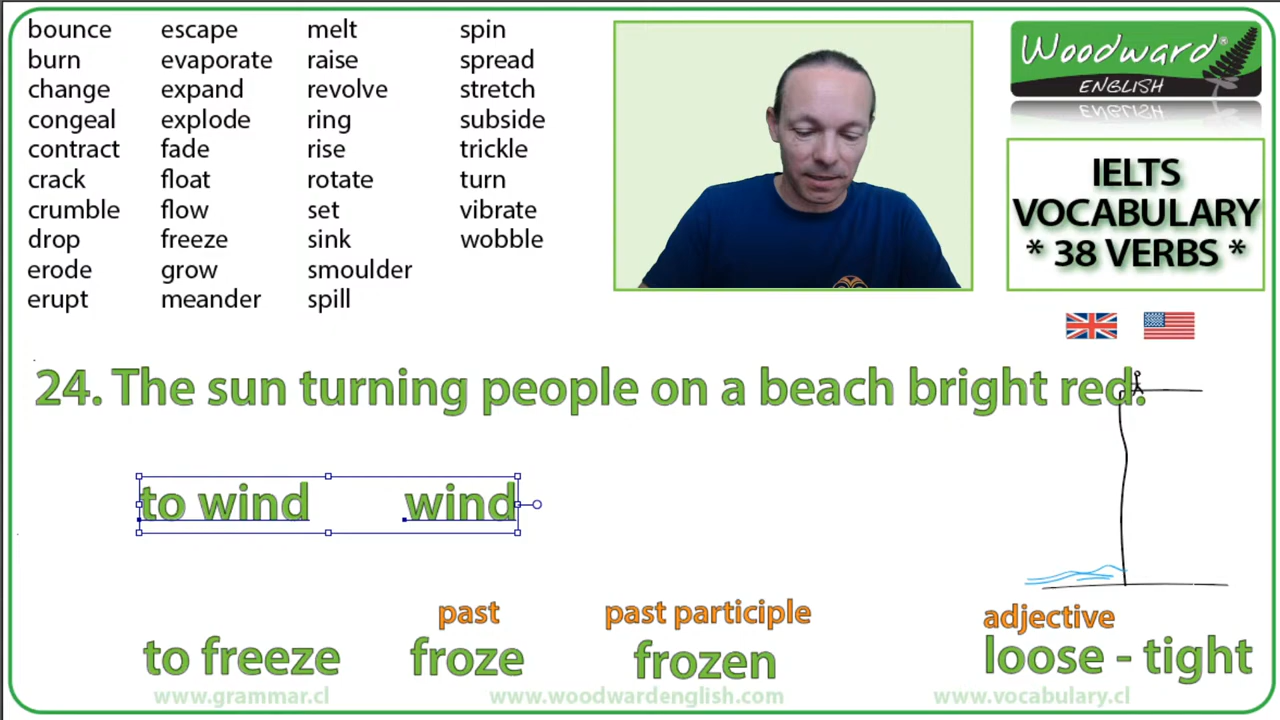 bounce escape melt spin
burn evaporate raise spread
change expand revolve stretch
congeal explode ring subside
contract fade rise trickle
crack float rotate turn
crumble flow set vibrate
drop freeze sink wobble
erode grow smoulder
erupt meander spill
Woodward®
ENGLISH
IELTS
VOCABULARY
* 38 VERBS *
24. The sun turning people on a beach bright red.
to wind wind
past past participle adjective
to freeze froze frozen loose - tight
www.grammar.cl www.woodwardenglish.com www.vocabulary.cl